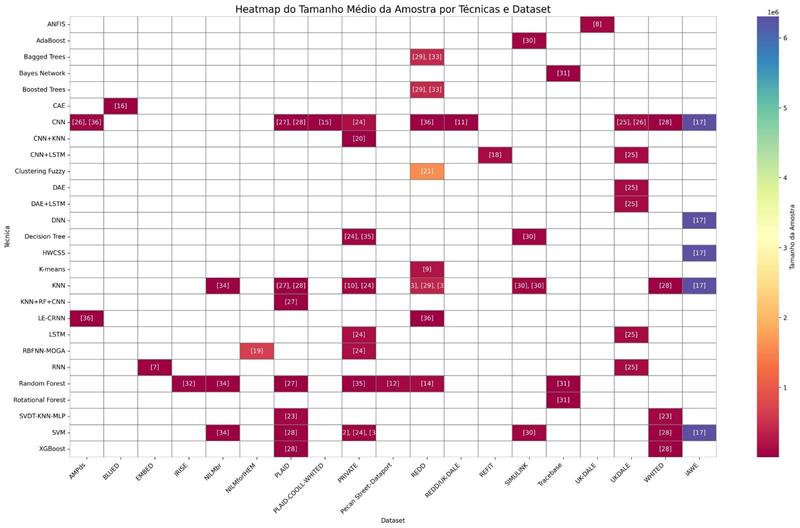 Heatmap do Tamanho Médio da Amostra por Técnicas e Dataset
1e6
ANFIS [8]
AdaBoost [30]
Bagged Trees [29], [33]
Bayes Network [31]
Boosted Trees [29], [33]
CAE [16]
CNN [26], [36] [27], [28] [15] [24] [36] [11] [25], [26] [28] [17]
CNN+KNN [20]
CNN+LSTM [18] [25]
Clustering Fuzzy [21]
DAE [25]
DAE+LSTM [25]
DNN [17]
Decision Tree [24], [35] [30]
HWCSS [17]
K-means [9]
KNN [34] [27], [28] [10], [24] 3], [29], [3 [30], [30] [28] [17]
KNN+RF+CNN [27]
LE-CRNN [36] [36]
LSTM [24] [25]
RBFNN-MOGA [19] [24]
RNN [7] [25]
Random Forest [32] [34] [27] [35] [12] [14] [31]
Rotational Forest [31]
SVDT-KNN-MLP [23] [23]
SVM [34] [28] 2], [24], [3 [30] [28] [17]
XGBoost [28] [28]
Técnica
AMPds
BLUED
EMBED
IRISE
NILMbr
NILMforHEM
PLAID
PLAID-COOLL-WHITED
PRIVATE
Pecan Street-Dataport
REDD
REDD/UK-DALE
REFIT
SIMULINK
Tracebase
UK-DALE
UKDALE
WHITED
iAWE
Dataset
6
5
4
3
2
1
Tamanho da Amostra